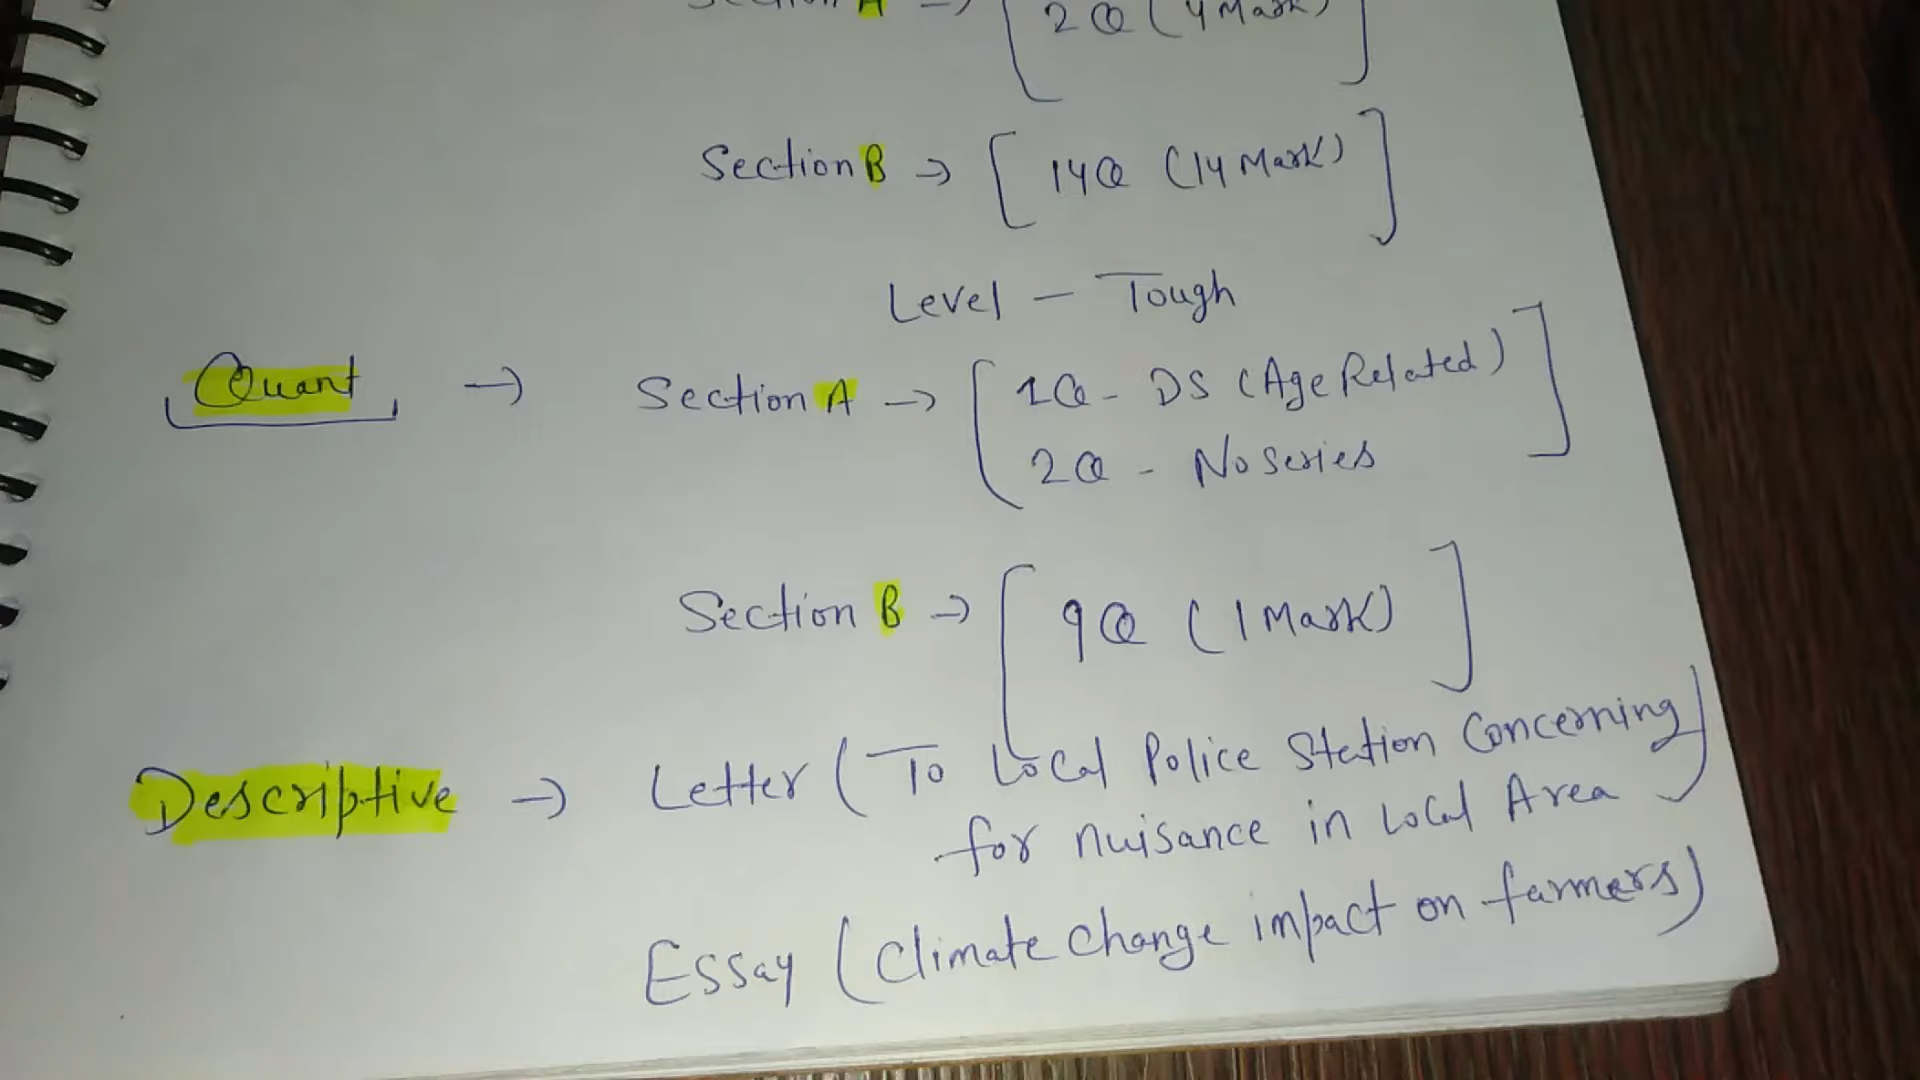 Section A → [ 2Q (4 Mark) ]
Section B → [ 14Q (14 Mark) ]
Level - Tough
Quant → Section A → [ 1Q - DS (Age Related)
2Q - No series ]
Section B → [ 9Q (1 Mark) ]
Descriptive → Letter (To Local Police Station Concerning
for nuisance in Local Area)
Essay (Climate Change impact on farmers)